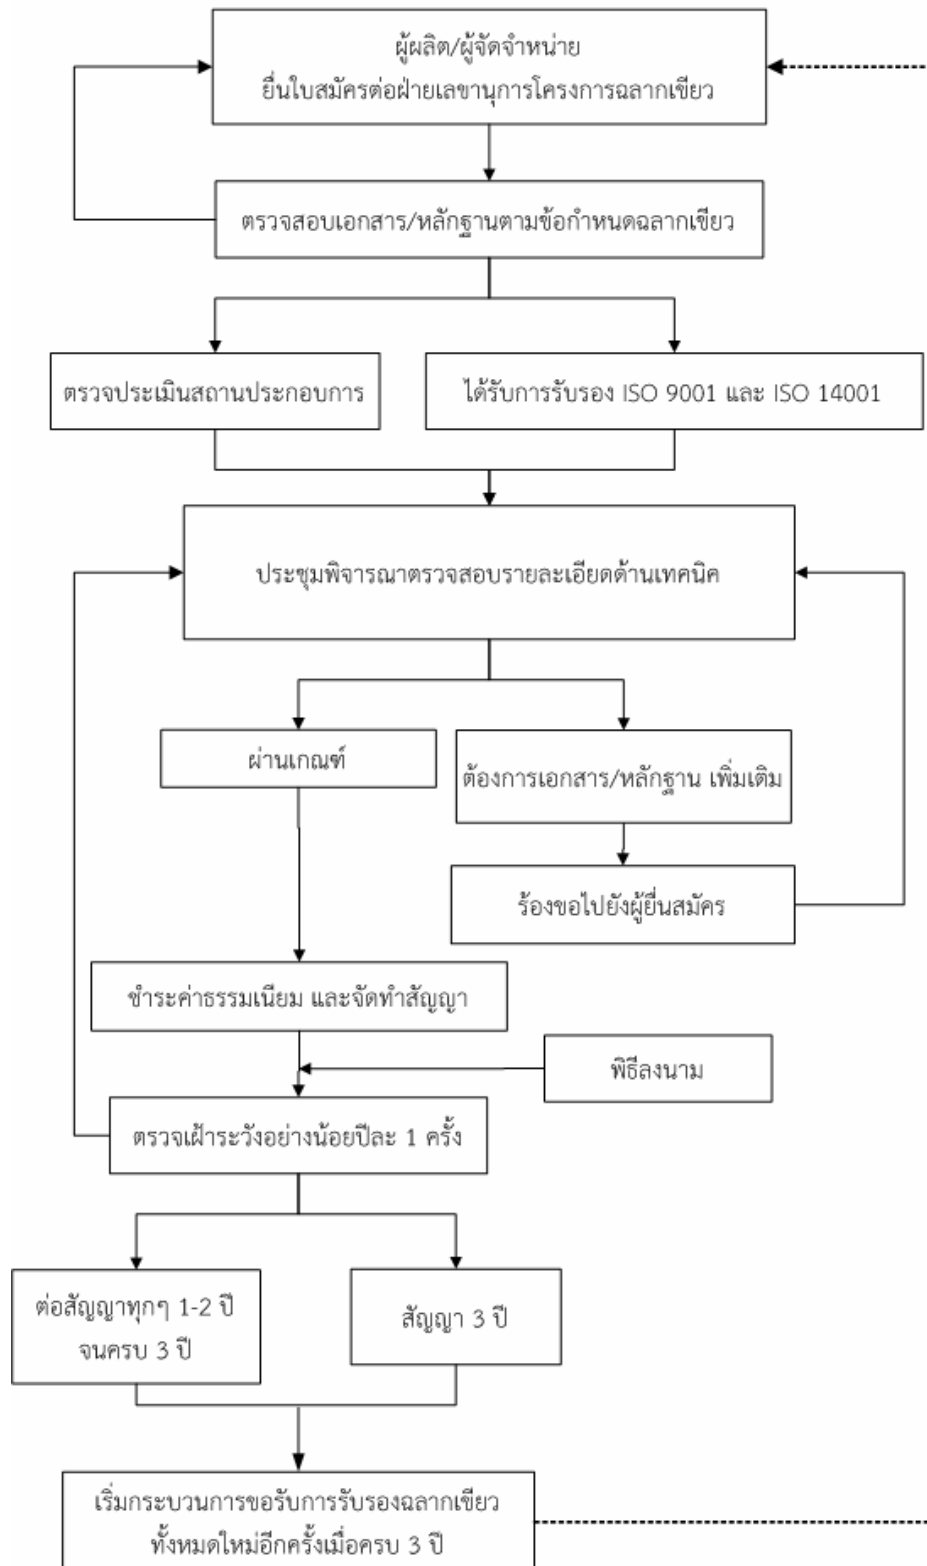 ผู้ผลิต/ผู้จัดจำหน่าย
ยื่นใบสมัครต่อฝ่ายเลขานุการโครงการฉลากเขียว
ตรวจสอบเอกสาร/หลักฐานตามข้อกำหนดฉลากเขียว
ตรวจประเมินสถานประกอบการ
ได้รับการรับรอง ISO 9001 และ ISO 14001
ประชุมพิจารณาตรวจสอบรายละเอียดด้านเทคนิค
ผ่านเกณฑ์
ต้องการเอกสาร/หลักฐาน เพิ่มเติม
ร้องขอไปยังผู้ยื่นสมัคร
ชำระค่าธรรมเนียม และจัดทำสัญญา
พิธีลงนาม
ตรวจเฝ้าระวังอย่างน้อยปีละ 1 ครั้ง
ต่อสัญญาทุกๆ 1-2 ปี
จนครบ 3 ปี
สัญญา 3 ปี
เริ่มกระบวนการขอรับการรับรองฉลากเขียว
ทั้งหมดใหม่อีกครั้งเมื่อครบ 3 ปี